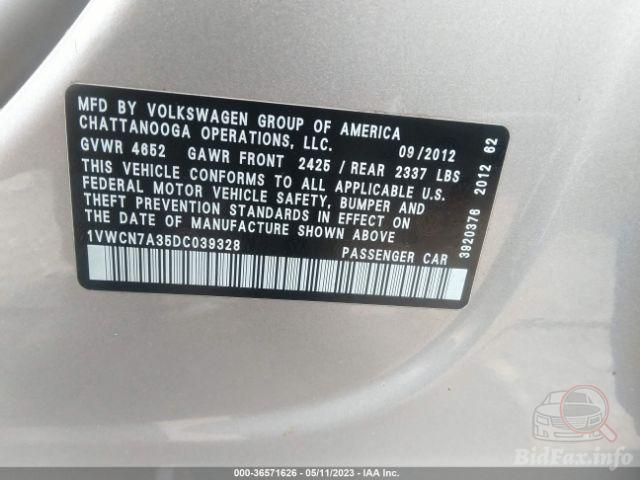 MFD BY VOLKSWAGEN GROUP OF AMERICA
CHATTANOOGA OPERATIONS, LLC. 09/2012
GVWR 4652 GAWR FRONT 2425 / REAR 2337 LBS
THIS VEHICLE CONFORMS TO ALL APPLICABLE U.S.
FEDERAL MOTOR VEHICLE SAFETY, BUMPER, AND
THEFT PREVENTION STANDARDS IN EFFECT ON
THE DATE OF MANUFACTURE SHOWN ABOVE
1VWCN7A35DC039328 PASSENGER CAR
3920376 2012 62
BidFax.info
000-36571626 - 05/11/2023 - IAA Inc.